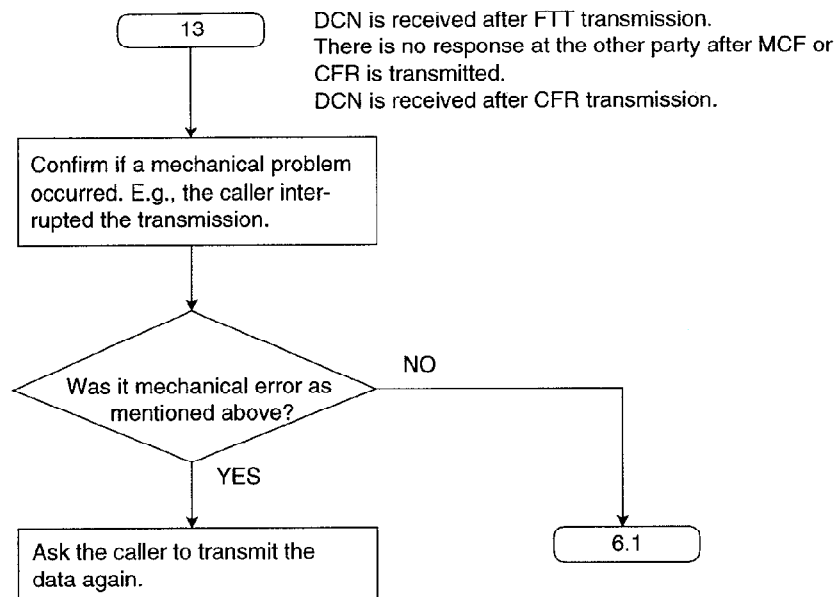 13
DCN is received after FTT transmission.
There is no response at the other party after MCF or
CFR is transmitted.
DCN is received after CFR transmission.
Confirm if a mechanical problem
occurred. E.g., the caller inter-
rupted the transmission.
Was it mechanical error as
mentioned above?
NO
YES
Ask the caller to transmit the
data again.
6.1